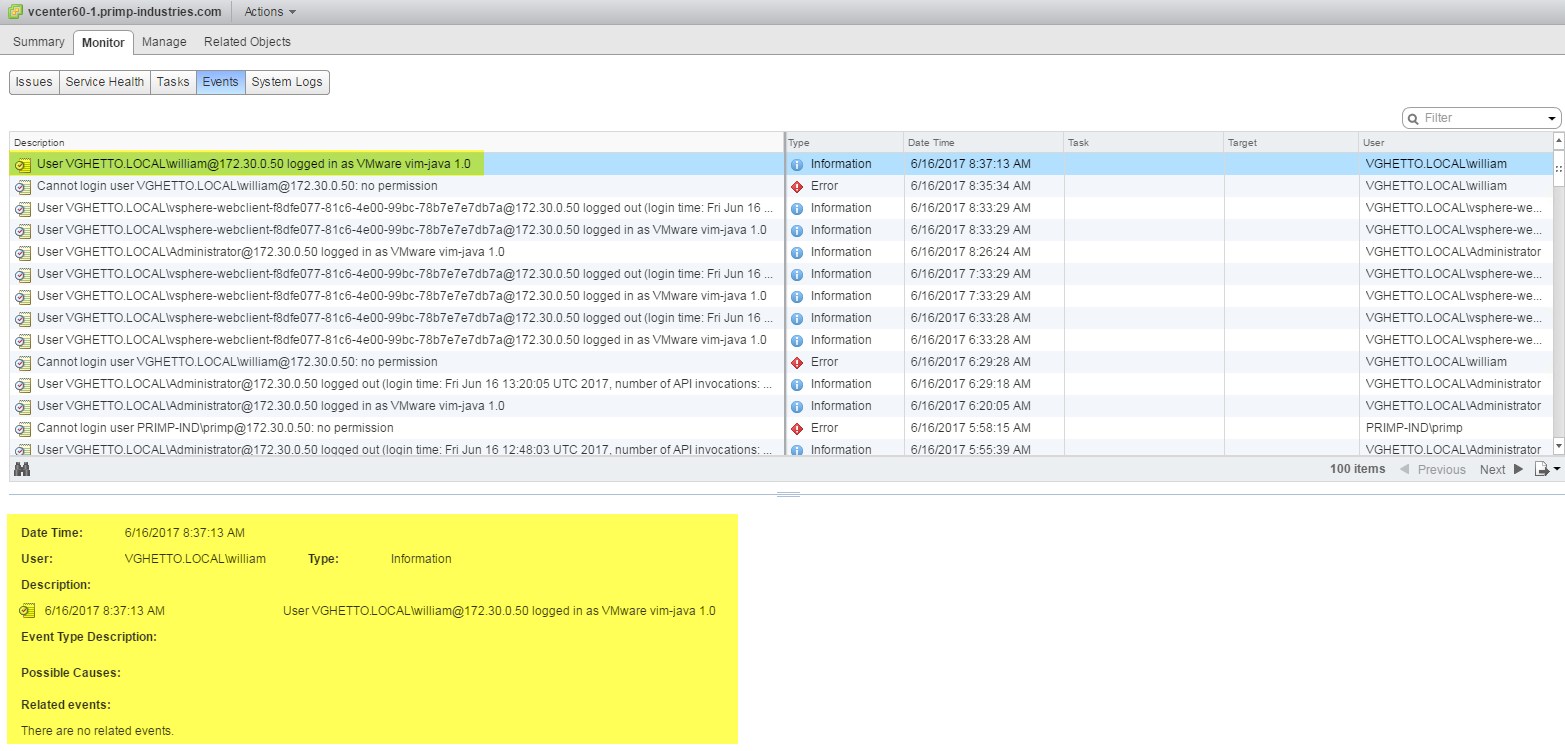 vcenter60-1.primp-industries.com Actions
Summary Monitor Manage Related Objects
Issues Service Health Tasks Events System Logs
Filter
Description Type Date Time Task Target User
User VGHETTO.LOCAL\william@172.30.0.50 logged in as VMware vim-java 1.0 Information 6/16/2017 8:37:13 AM VGHETTO.LOCAL\william
Cannot login user VGHETTO.LOCAL\william@172.30.0.50: no permission Error 6/16/2017 8:35:34 AM VGHETTO.LOCAL\william
User VGHETTO.LOCAL\vsphere-webclient-f8dfe077-81c6-4e00-99bc-78b7e7e7db7a@172.30.0.50 logged out (login time: Fri Jun 16 ... Information 6/16/2017 8:33:29 AM VGHETTO.LOCAL\vsphere-we...
User VGHETTO.LOCAL\vsphere-webclient-f8dfe077-81c6-4e00-99bc-78b7e7e7db7a@172.30.0.50 logged in as VMware vim-java 1.0 Information 6/16/2017 8:33:29 AM VGHETTO.LOCAL\vsphere-we...
User VGHETTO.LOCAL\Administrator@172.30.0.50 logged in as VMware vim-java 1.0 Information 6/16/2017 8:26:24 AM VGHETTO.LOCAL\Administrator
User VGHETTO.LOCAL\vsphere-webclient-f8dfe077-81c6-4e00-99bc-78b7e7e7db7a@172.30.0.50 logged out (login time: Fri Jun 16 ... Information 6/16/2017 7:33:29 AM VGHETTO.LOCAL\vsphere-we...
User VGHETTO.LOCAL\vsphere-webclient-f8dfe077-81c6-4e00-99bc-78b7e7e7db7a@172.30.0.50 logged in as VMware vim-java 1.0 Information 6/16/2017 7:33:29 AM VGHETTO.LOCAL\vsphere-we...
User VGHETTO.LOCAL\vsphere-webclient-f8dfe077-81c6-4e00-99bc-78b7e7e7db7a@172.30.0.50 logged out (login time: Fri Jun 16 ... Information 6/16/2017 6:33:28 AM VGHETTO.LOCAL\vsphere-we...
User VGHETTO.LOCAL\vsphere-webclient-f8dfe077-81c6-4e00-99bc-78b7e7e7db7a@172.30.0.50 logged in as VMware vim-java 1.0 Information 6/16/2017 6:33:28 AM VGHETTO.LOCAL\vsphere-we...
Cannot login user VGHETTO.LOCAL\william@172.30.0.50: no permission Error 6/16/2017 6:29:28 AM VGHETTO.LOCAL\william
User VGHETTO.LOCAL\Administrator@172.30.0.50 logged out (login time: Fri Jun 16 13:20:05 UTC 2017, number of API invocations: ... Information 6/16/2017 6:29:18 AM VGHETTO.LOCAL\Administrator
User VGHETTO.LOCAL\Administrator@172.30.0.50 logged in as VMware vim-java 1.0 Information 6/16/2017 6:20:05 AM VGHETTO.LOCAL\Administrator
Cannot login user PRIMP-IND\primp@172.30.0.50: no permission Error 6/16/2017 5:58:15 AM PRIMP-IND\primp
User VGHETTO.LOCAL\Administrator@172.30.0.50 logged out (login time: Fri Jun 16 12:48:03 UTC 2017, number of API invocations: ... Information 6/16/2017 5:55:39 AM VGHETTO.LOCAL\Administrator
100 items Previous Next
Date Time: 6/16/2017 8:37:13 AM
User: VGHETTO.LOCAL\william Type: Information
Description:
6/16/2017 8:37:13 AM User VGHETTO.LOCAL\william@172.30.0.50 logged in as VMware vim-java 1.0
Event Type Description:
Possible Causes:
Related events:
There are no related events.